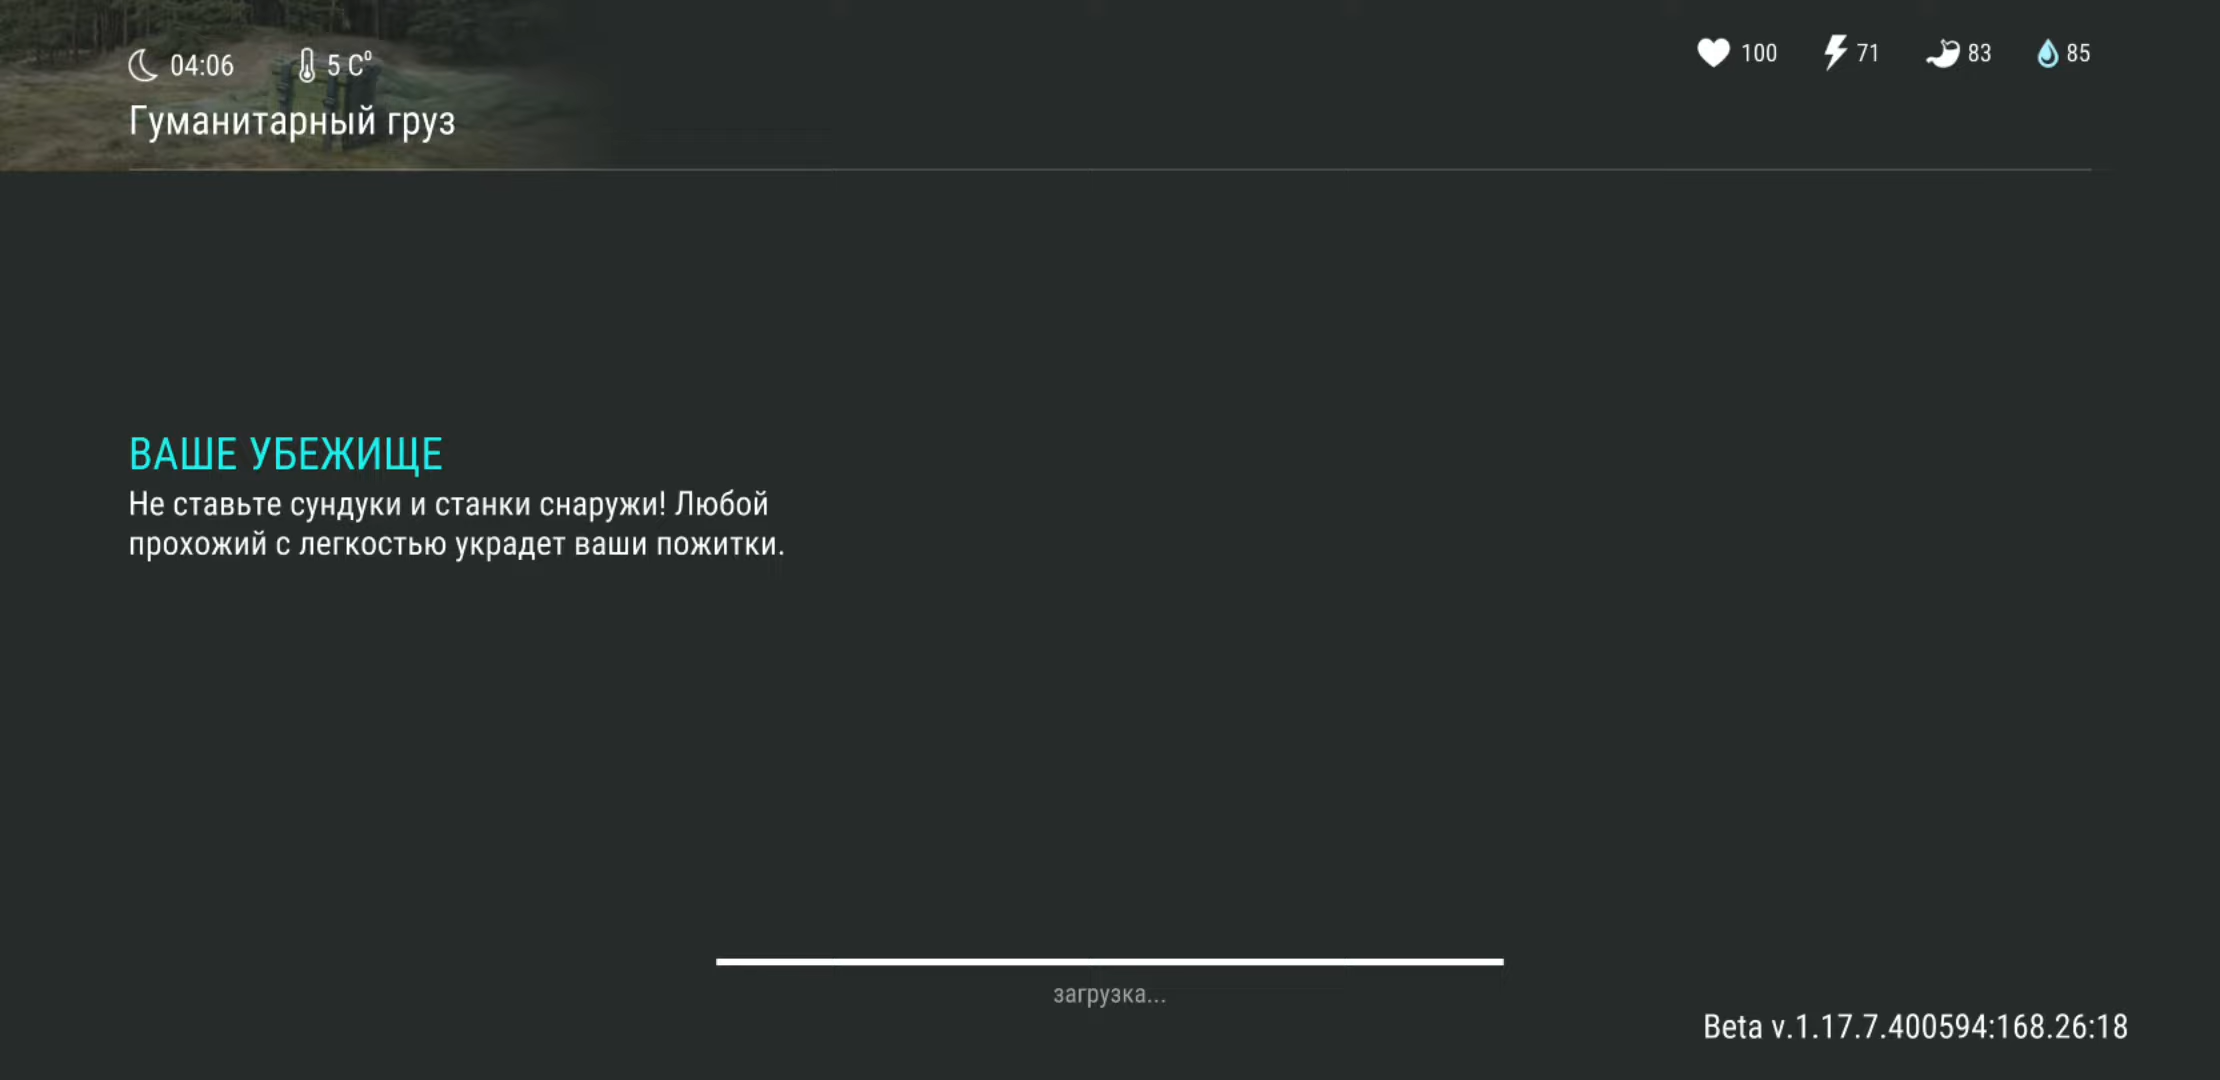 04:06 5 C⁰
100 71 83 85
Гуманитарный груз
ВАШЕ УБЕЖИЩЕ
Не ставьте сундуки и станки снаружи! Любой
прохожий с легкостью украдет ваши пожитки.
загрузка...
Beta v.1.17.7.400594:168.26:18